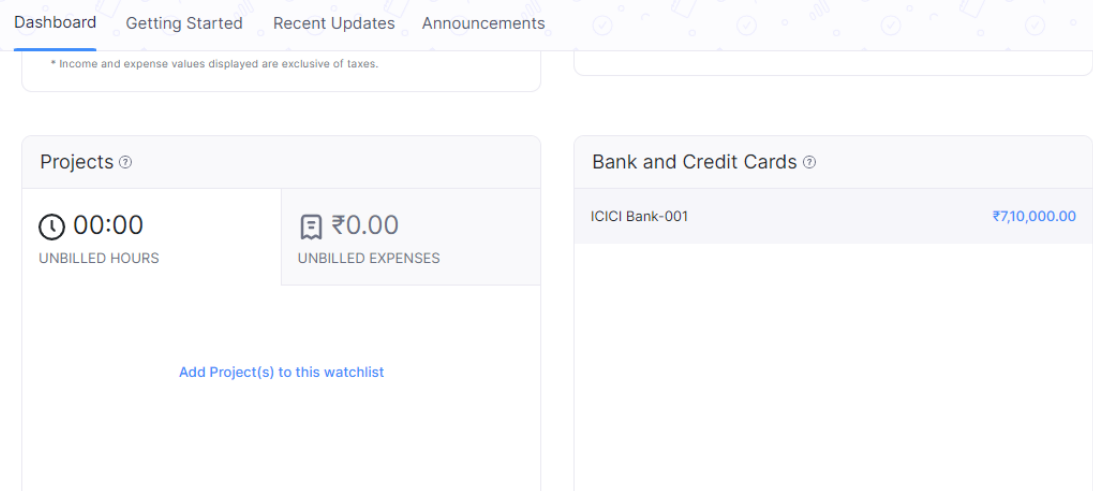 Dashboard Getting Started Recent Updates Announcements
* Income and expense values displayed are exclusive of taxes.
Projects
00:00
UNBILLED HOURS
₹0.00
UNBILLED EXPENSES
Add Project(s) to this watchlist
Bank and Credit Cards
ICICI Bank-001 ₹7,10,000.00